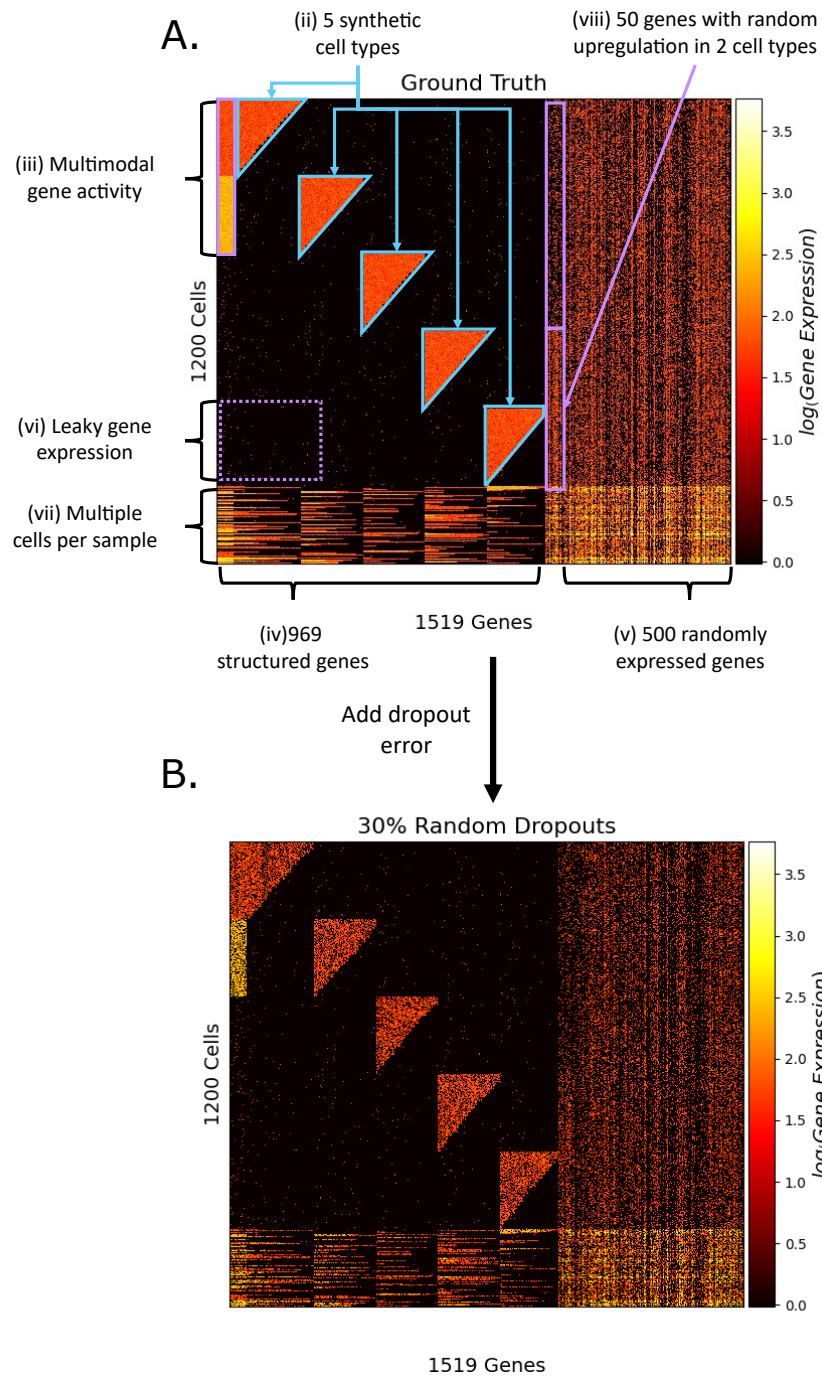 A.
(ii) 5 synthetic
cell types
(viii) 50 genes with random
upregulation in 2 cell types
Ground Truth
(iii) Multimodal
gene activity
1200 Cells
(vi) Leaky gene
expression
(vii) Multiple
cells per sample
3.5
3.0
2.5
2.0
1.5
1.0
0.5
0.0
log(Gene Expression)
(iv)969
structured genes
1519 Genes
(v) 500 randomly
expressed genes
Add dropout
error
B.
30% Random Dropouts
1200 Cells
3.5
3.0
2.5
2.0
1.5
1.0
0.5
0.0
log(Gene Expression)
1519 Genes